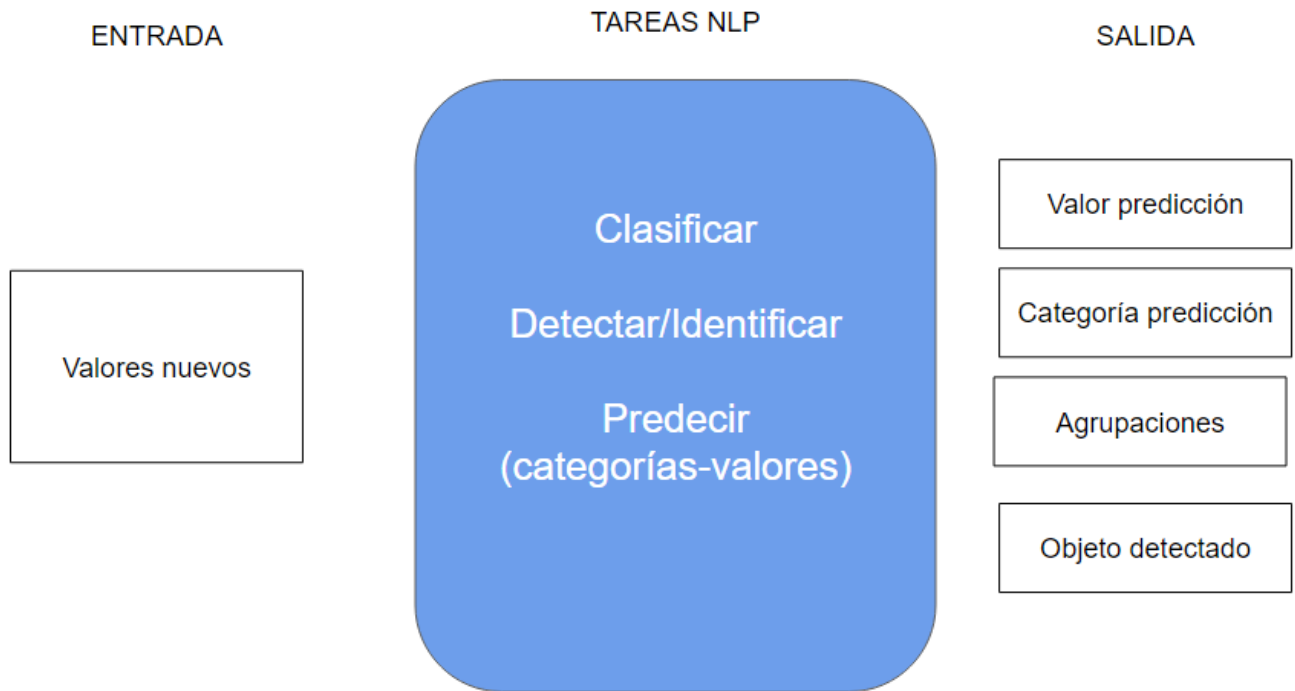 ENTRADA
TAREAS NLP
SALIDA
Valores nuevos
Clasificar
Detectar/Identificar
Predecir
(categorías-valores)
Valor predicción
Categoría predicción
Agrupaciones
Objeto detectado